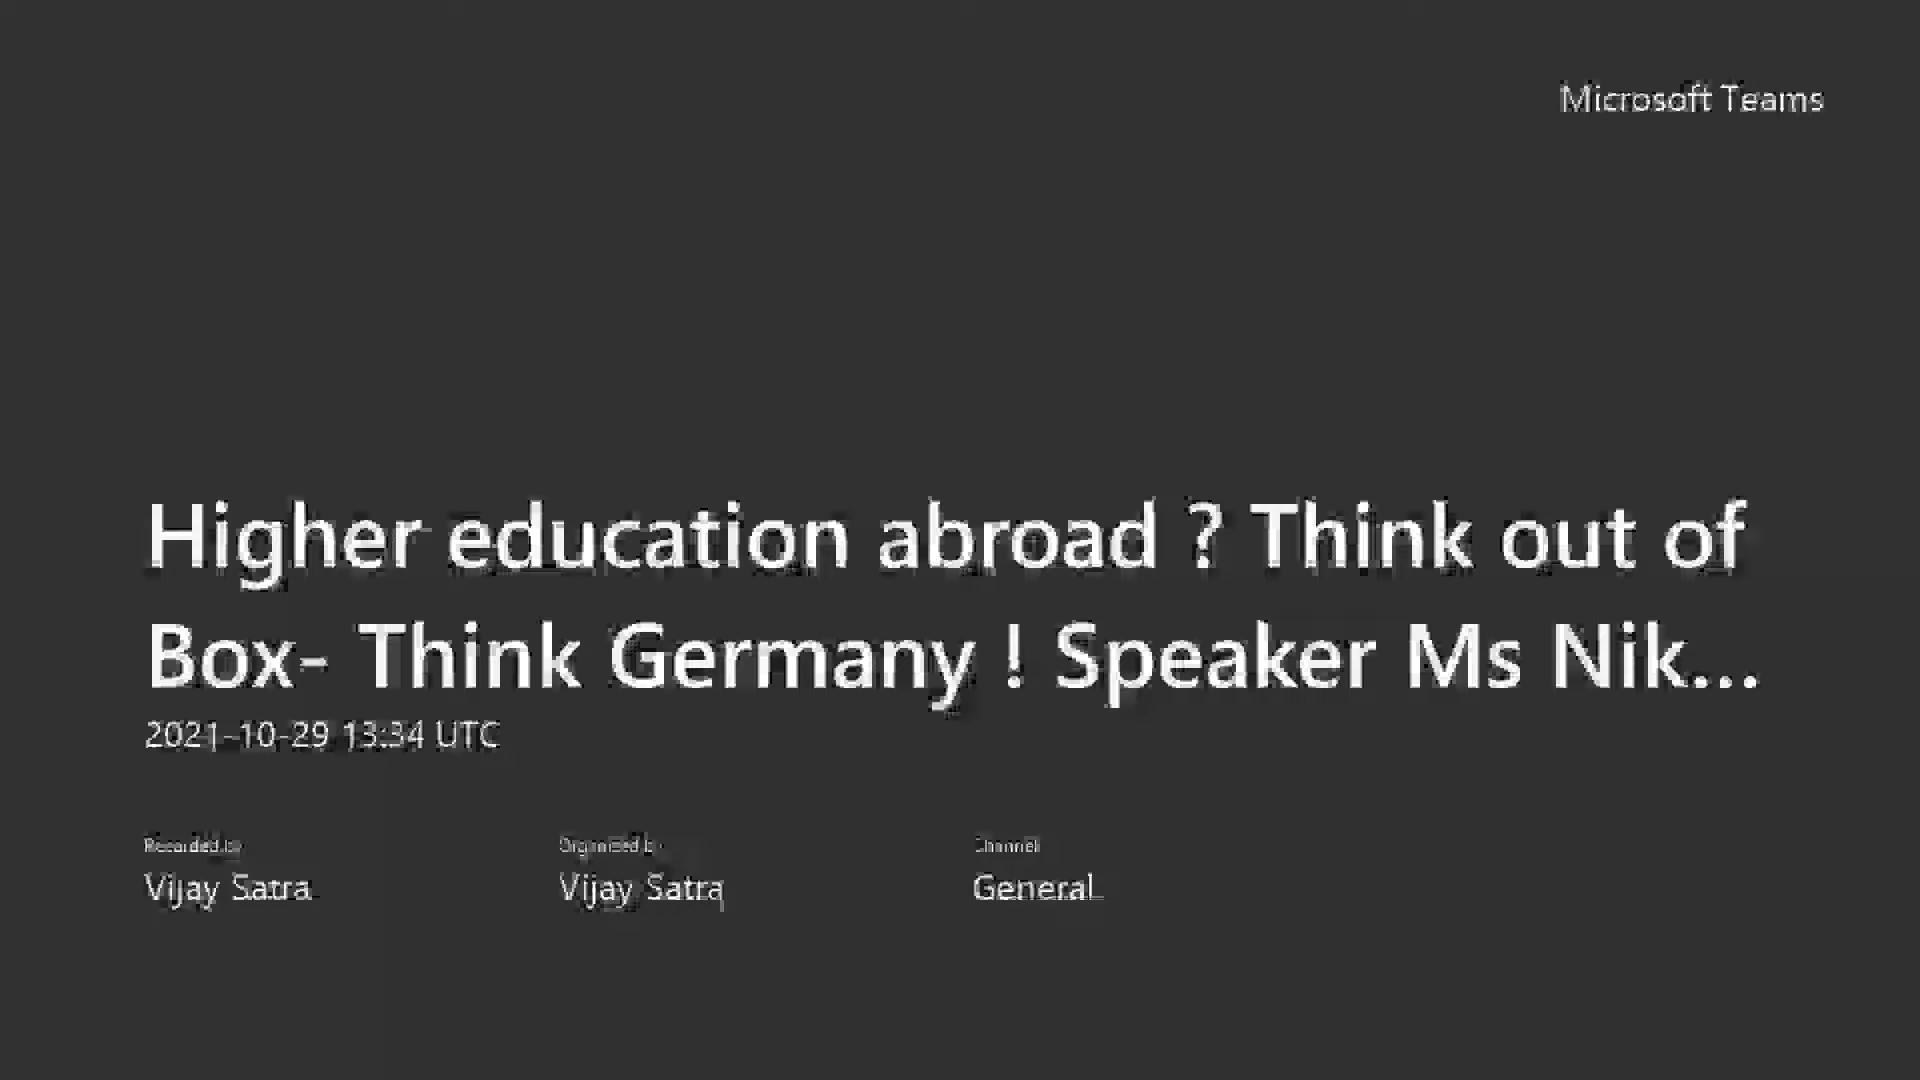 Microsoft Teams
Higher education abroad ? Think out of
Box- Think Germany ! Speaker Ms Nik...
2021-10-29 13:34 UTC
Recorded by
Organized by
Channel
Vijay Satra
Vijay Satra
General